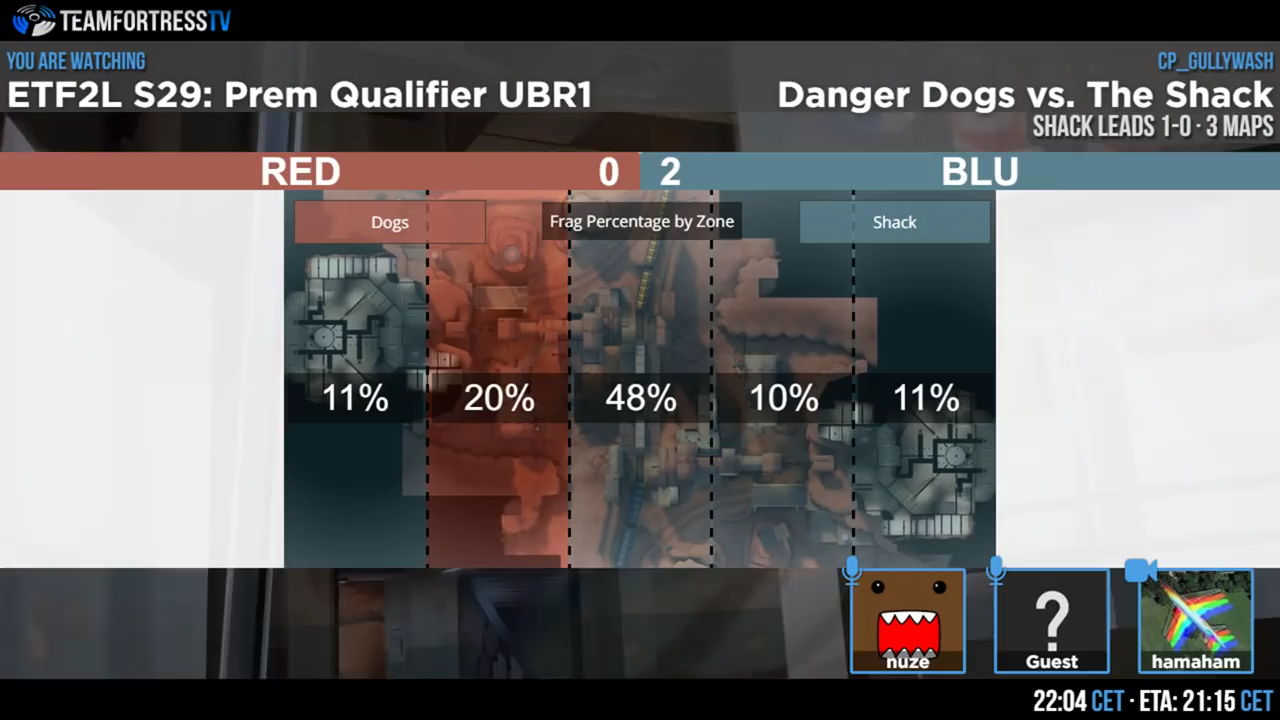 TEAMFORTRESSTV
YOU ARE WATCHING
CP_GULLYWASH
ETF2L S29: Prem Qualifier UBR1
Danger Dogs vs. The Shack
SHACK LEADS 1-0 · 3 MAPS
RED 0 2 BLU
Dogs Frag Percentage by Zone Shack
11% 20% 48% 10% 11%
?
nuze Guest hamaham
22:04 CET · ETA: 21:15 CET